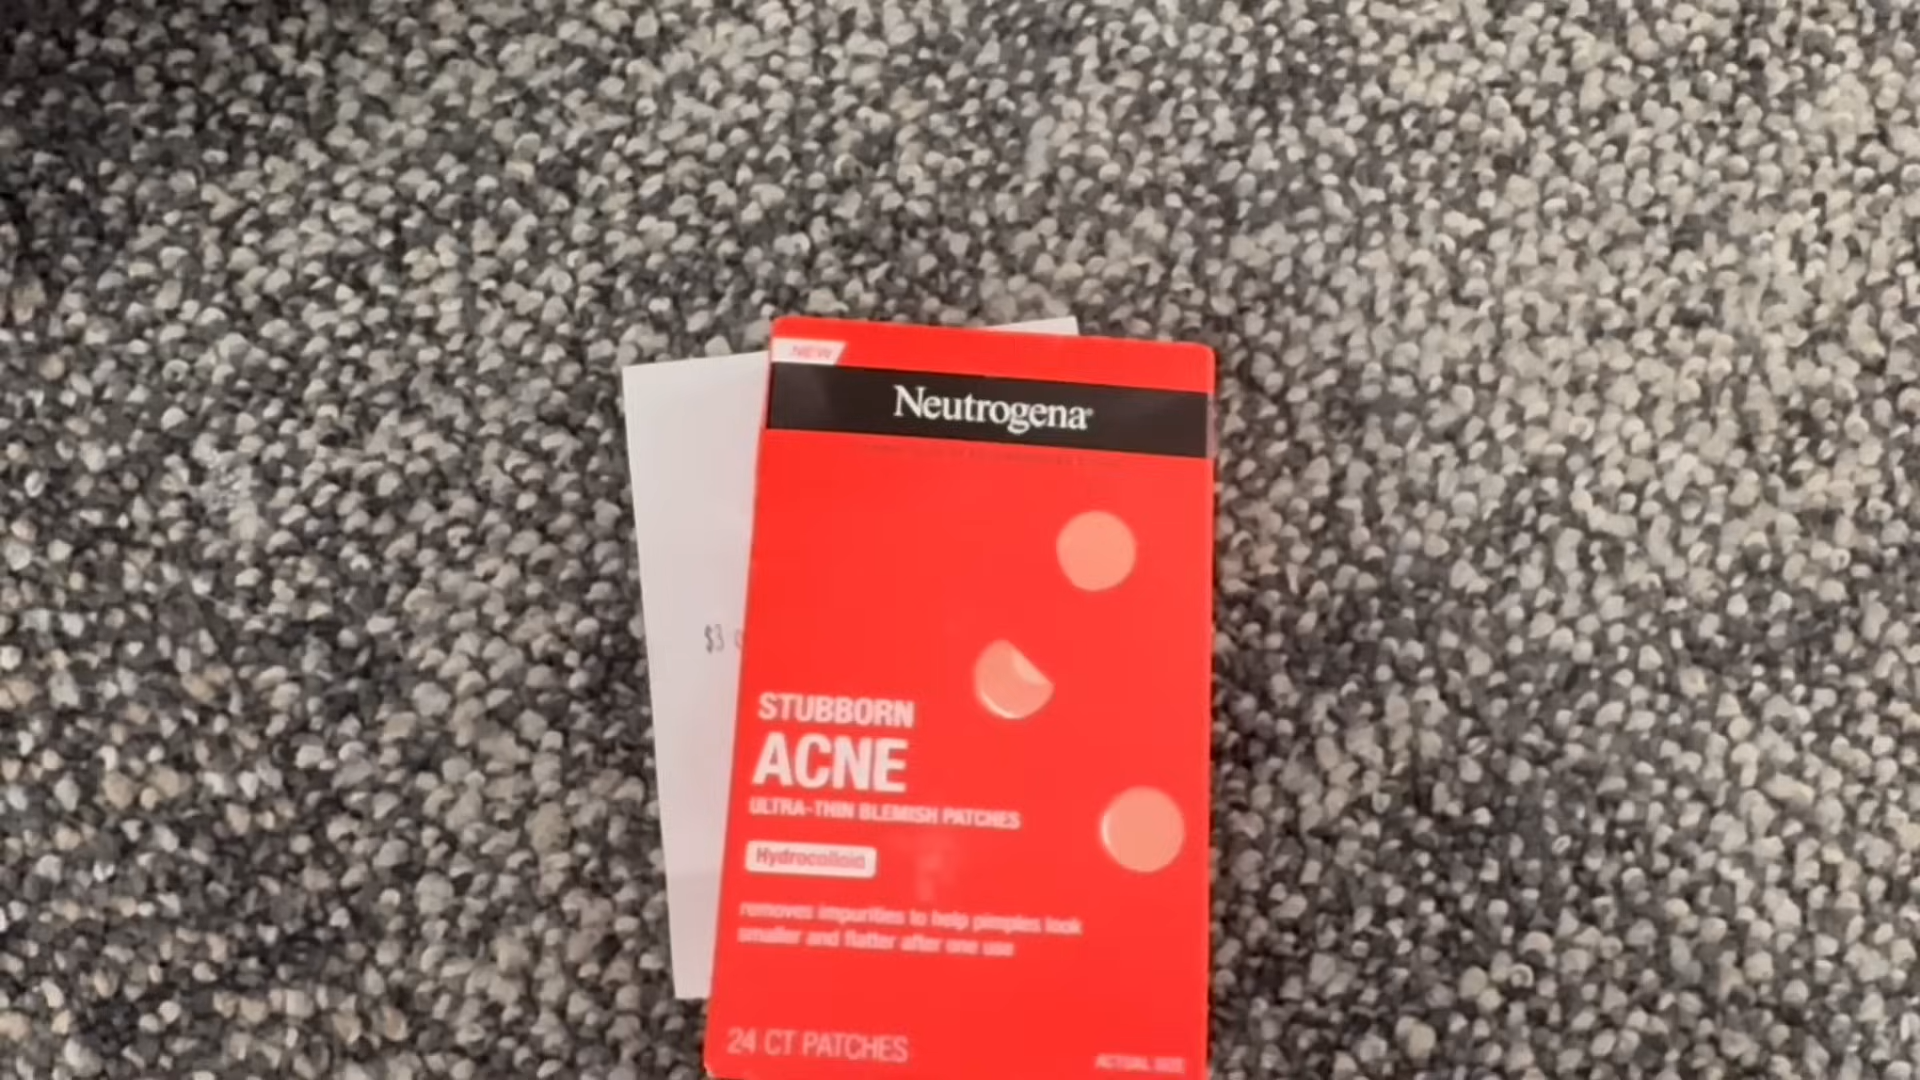 NEW
Neutrogena®
$3
STUBBORN
ACNE
ULTRA-THIN BLEMISH PATCHES
Hydrocolloid
removes impurities to help pimples look
smaller and flatter after one use
24 CT PATCHES
ACTUAL SIZE